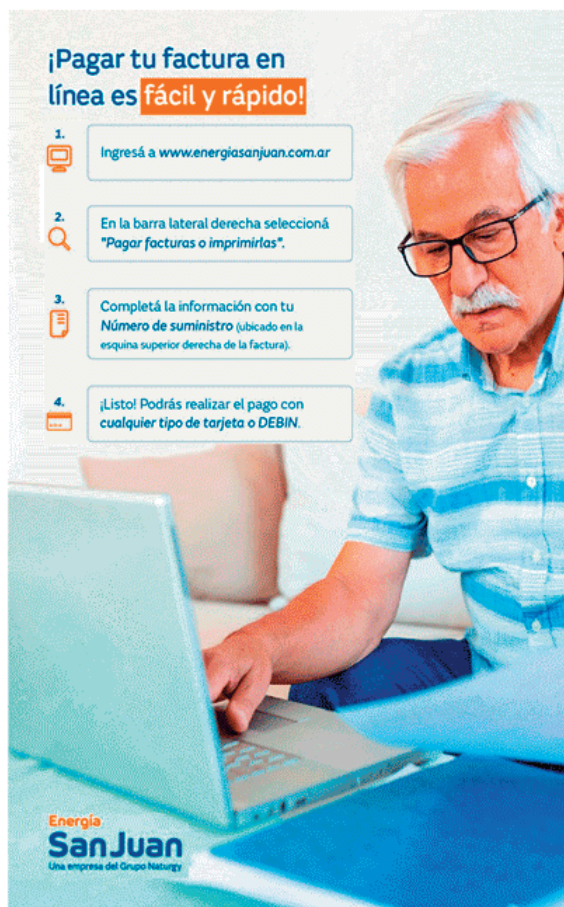 ¡Pagar tu factura en
línea es fácil y rápido!
1.
Ingresá a www.energiasanjuan.com.ar
2.
En la barra lateral derecha seleccioná
"Pagar facturas o imprimirlas".
3.
Completá la información con tu
Número de suministro (ubicado en la
esquina superior derecha de la factura).
4.
¡Listo! Podrás realizar el pago con
cualquier tipo de tarjeta o DEBIN.
Energía
San Juan
Una empresa del Grupo Naturgy